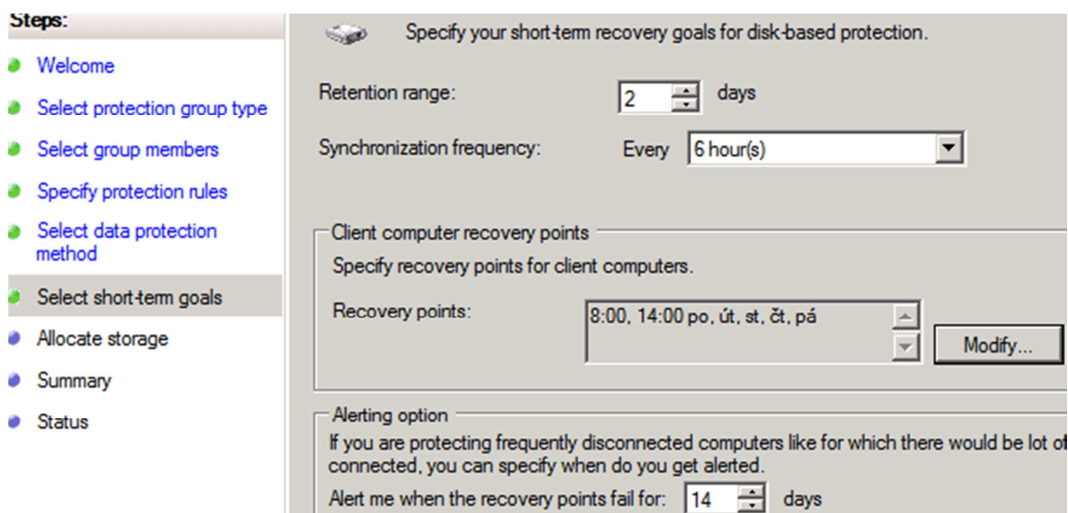 Steps:
Welcome
Select protection group type
Select group members
Specify protection rules
Select data protection
method
Select short-term goals
Allocate storage
Summary
Status
Specify your short-term recovery goals for disk-based protection.
Retention range: 2 days
Synchronization frequency: Every 6 hour(s)
Client computer recovery points
Specify recovery points for client computers.
Recovery points: 8:00, 14:00 po, út, st, čt, pá
Modify...
Alerting option
If you are protecting frequently disconnected computers like for which there would be lot of
connected, you can specify when do you get alerted.
Alert me when the recovery points fail for: 14 days